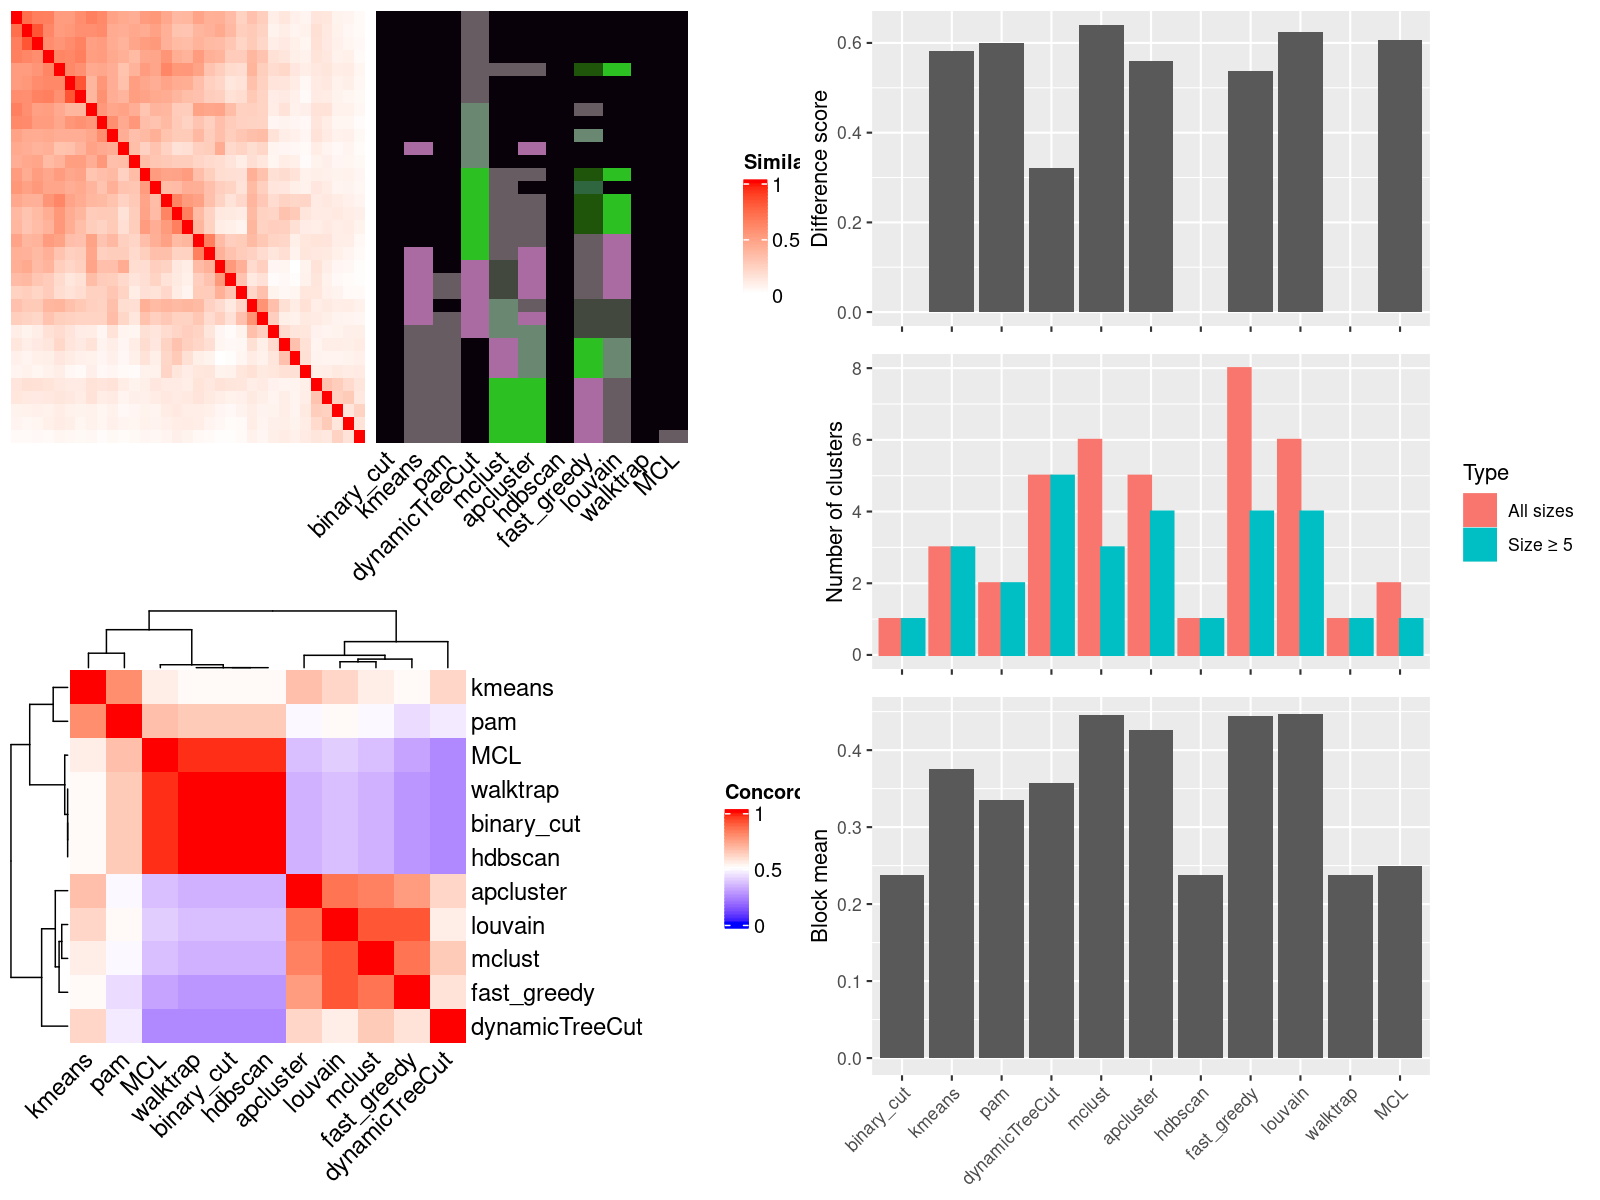 Simila
1
0.5
0
binary_cut
kmeans
pam
dynamicTreeCut
mclust
apcluster
hdbscan
fast_greedy
louvain
walktrap
MCL
Difference score
0.6
0.4
0.2
0.0
Number of clusters
8
6
4
2
0
Type
All sizes
Size ≥ 5
kmeans
pam
MCL
walktrap
binary_cut
hdbscan
apcluster
louvain
mclust
fast_greedy
dynamicTreeCut
kmeans
pam
MCL
walktrap
binary_cut
hdbscan
apcluster
louvain
mclust
fast_greedy
dynamicTreeCut
Concord
1
0.5
0
Block mean
0.4
0.3
0.2
0.1
0.0
binary_cut
kmeans
pam
dynamicTreeCut
mclust
apcluster
hdbscan
fast_greedy
louvain
walktrap
MCL